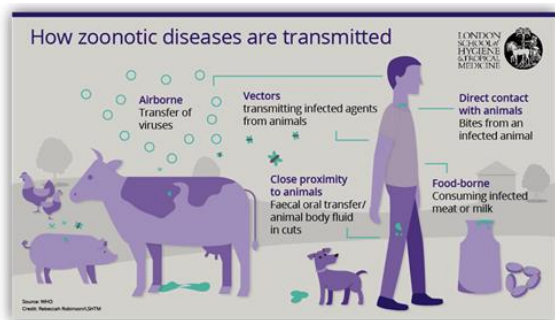 How zoonotic diseases are transmitted
LONDON
SCHOOL of
HYGIENE
& TROPICAL
MEDICINE
Airborne
Transfer of
viruses
Vectors
transmitting infected agents
from animals
Direct contact
with animals
Bites from an
infected animal
Close proximity
to animals
Faecal oral transfer/
animal body fluid
in cuts
Food-borne
Consuming infected
meat or milk
Source: WHO
Credit: Rebeccah Robinson/LSHTM